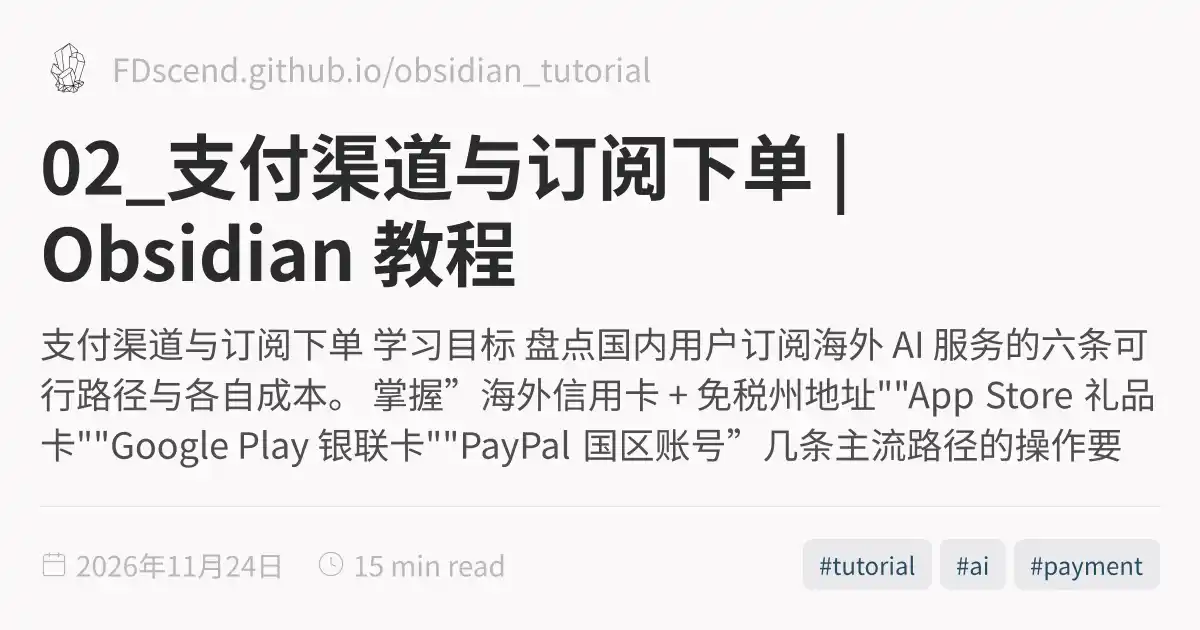 FDscend.github.io/obsidian_tutorial
02_支付渠道与订阅下单 |
Obsidian 教程
支付渠道与订阅下单 学习目标 盘点国内用户订阅海外 AI 服务的六条可
行路径与各自成本。 掌握”海外信用卡 + 免税州地址""App Store 礼品
卡""Google Play 银联卡""PayPal 国区账号”几条主流路径的操作要
2026年11月24日 15 min read
#tutorial #ai #payment